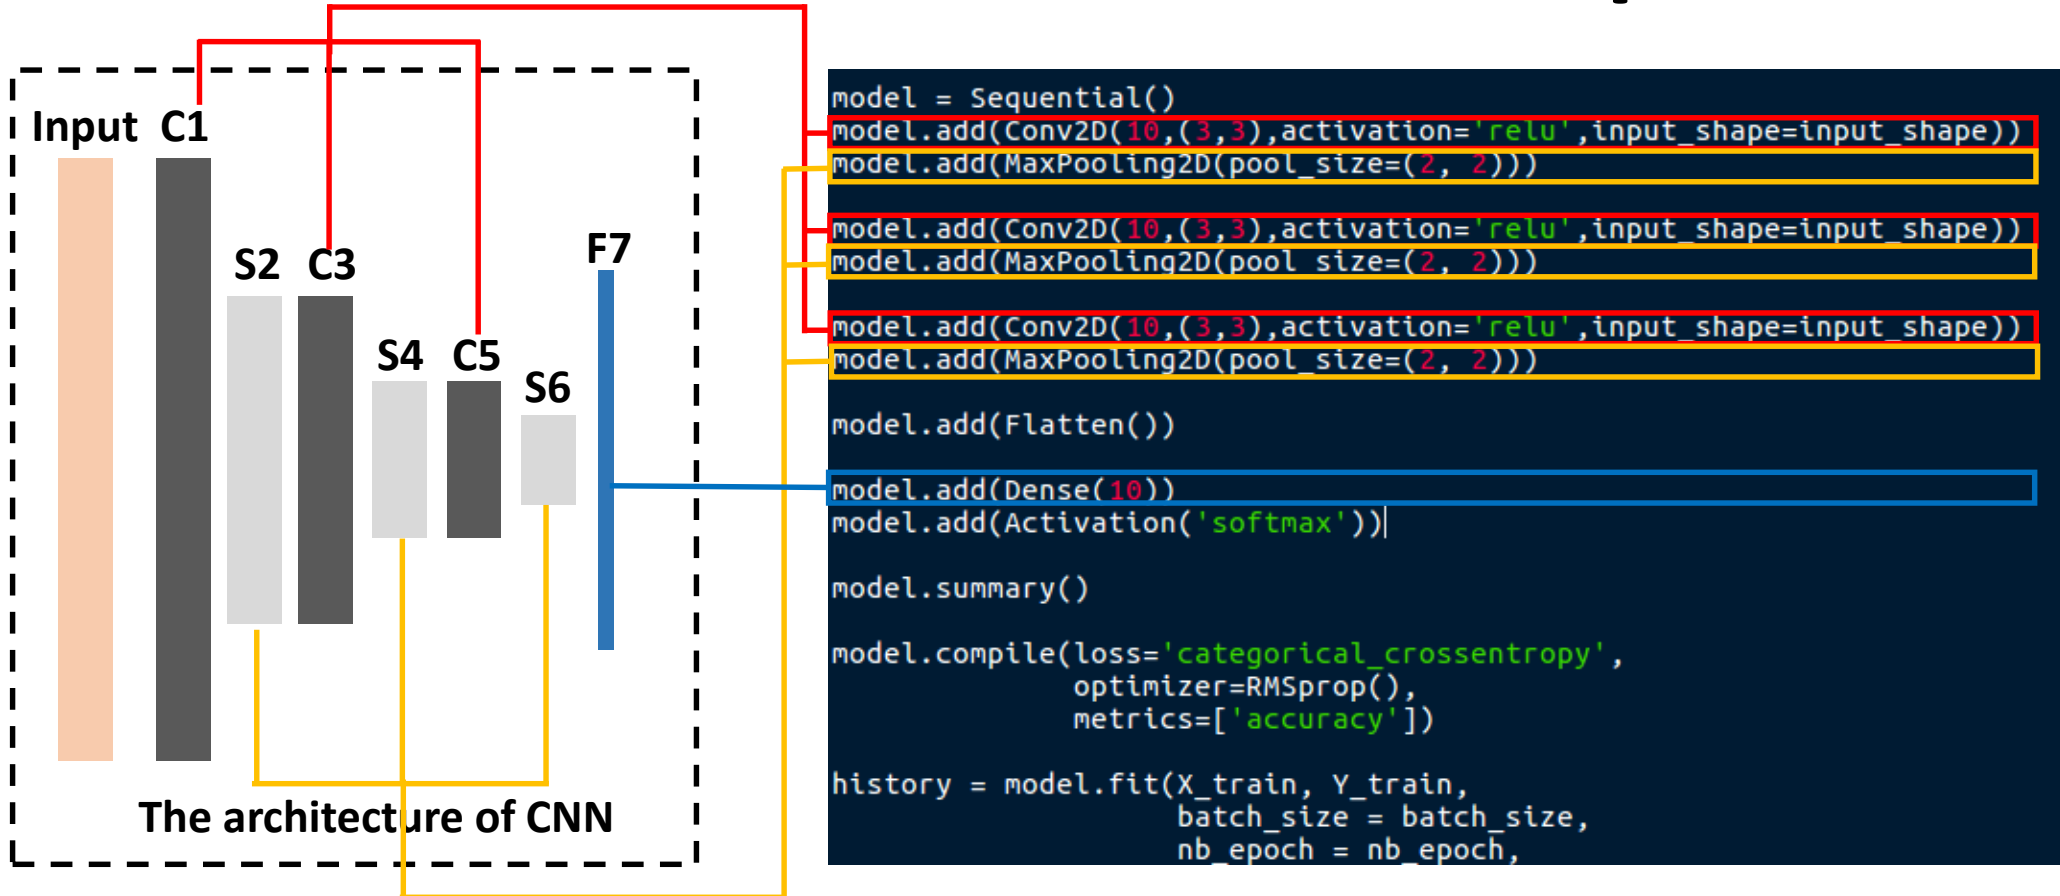 Input C1
S2 C3
F7
S4 C5
S6
The architecture of CNN
model = Sequential()
model.add(Conv2D(10,(3,3),activation='relu',input_shape=input_shape))
model.add(MaxPooling2D(pool_size=(2, 2)))
model.add(Conv2D(10,(3,3),activation='relu',input_shape=input_shape))
model.add(MaxPooling2D(pool_size=(2, 2)))
model.add(Conv2D(10,(3,3),activation='relu',input_shape=input_shape))
model.add(MaxPooling2D(pool_size=(2, 2)))
model.add(Flatten())
model.add(Dense(10))
model.add(Activation('softmax'))
model.summary()
model.compile(loss='categorical_crossentropy',
optimizer=RMSprop(),
metrics=['accuracy'])
history = model.fit(X_train, Y_train,
batch_size = batch_size,
nb_epoch = nb_epoch,